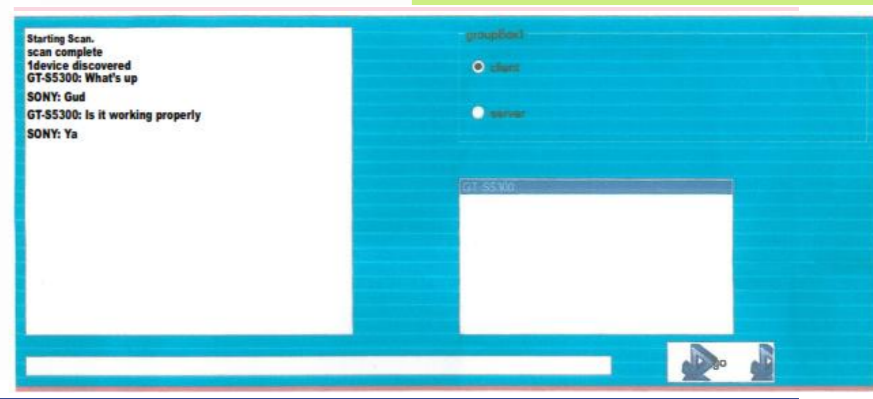 Starting Scan.
scan complete
1device discovered
GT-S5300: What's up
SONY: Gud
GT-S5300: Is it working properly
SONY: Ya
groupBox1
client
server
GT-S5300
go